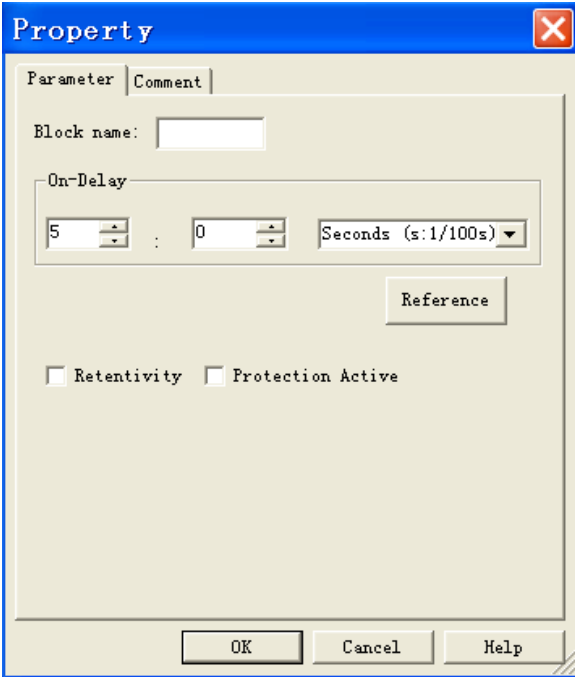 Property
Parameter Comment
Block name:
On-Delay
5 : 0 Seconds (s:1/100s)
Reference
Retentivity Protection Active
OK Cancel Help